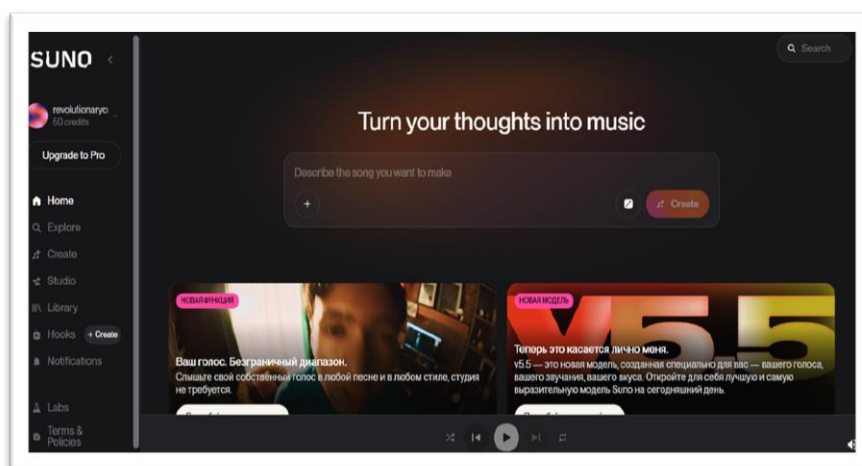 SUNO
Search
revolutionaryc
50 credits
Upgrade to Pro
Home
Explore
Create
Studio
Library
Hooks + Create
Notifications
Labs
Terms &
Policies
Turn your thoughts into music
Describe the song you want to make
Create
НОВАЯ ФУНКЦИЯ
Ваш голос. Безграничный диапазон.
Слышьте свой собственный голос в любой песне и в любом стиле, студия
не требуется.
НОВАЯ МОДЕЛЬ
V5.5
Теперь это касается лично меня.
v5.5 — это новая модель, созданная специально для вас — вашего голоса,
вашего звучания, вашего вкуса. Откройте для себя лучшую и самую
выразительную модель Suno на сегодняшний день.